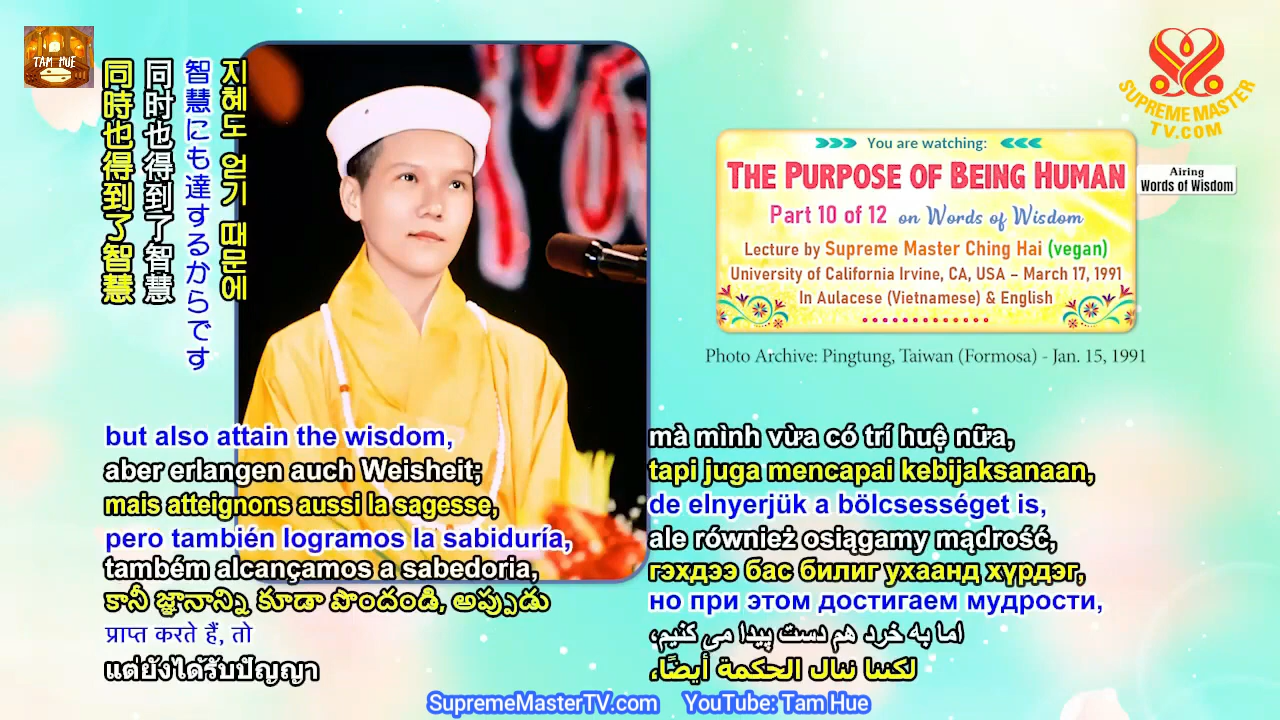 TAM HUE
同時也得到了智慧
同时也得到了智慧
智慧にも達するからです
지혜도 얻기 때문에
SUPREME MASTER
TV.COM
You are watching:
THE PURPOSE OF BEING HUMAN
Part 10 of 12 on Words of Wisdom
Lecture by Supreme Master Ching Hai (vegan)
University of California Irvine, CA, USA – March 17, 1991
In Aulacese (Vietnamese) & English
Airing
Words of Wisdom
Photo Archive: Pingtung, Taiwan (Formosa) - Jan. 15, 1991
but also attain the wisdom,
aber erlangen auch Weisheit;
mais atteignons aussi la sagesse,
pero también logramos la sabiduría,
também alcançamos a sabedoria,
కానీ జ్ఞానాన్ని కూడా పొందండి, అప్పుడు
प्राप्त करते हैं, तो
แต่ยังได้รับปัญญา
mà mình vừa có trí huệ nữa,
tapi juga mencapai kebijaksanaan,
de elnyerjük a bölcsességet is,
ale również osiągamy mądrość,
гэхдээ бас билиг ухаанд хүрдэг,
но при этом достигаем мудрости,
اما به خرد هم دست پیدا می کنیم،
لكننا ننال الحكمة أيضًا،
SupremeMasterTV.com YouTube: Tam Hue